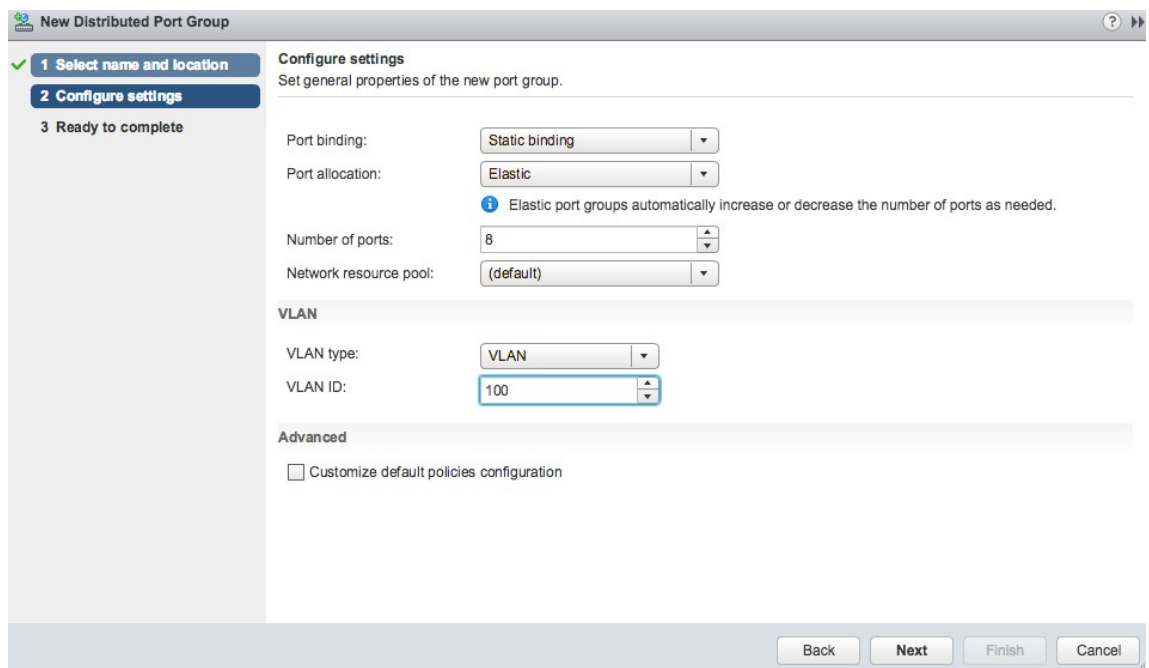 New Distributed Port Group
?
1 Select name and location
2 Configure settings
3 Ready to complete
Configure settings
Set general properties of the new port group.
Port binding: Static binding
Port allocation: Elastic
Elastic port groups automatically increase or decrease the number of ports as needed.
Number of ports: 8
Network resource pool: (default)
VLAN
VLAN type: VLAN
VLAN ID: 100
Advanced
Customize default policies configuration
Back Next Finish Cancel